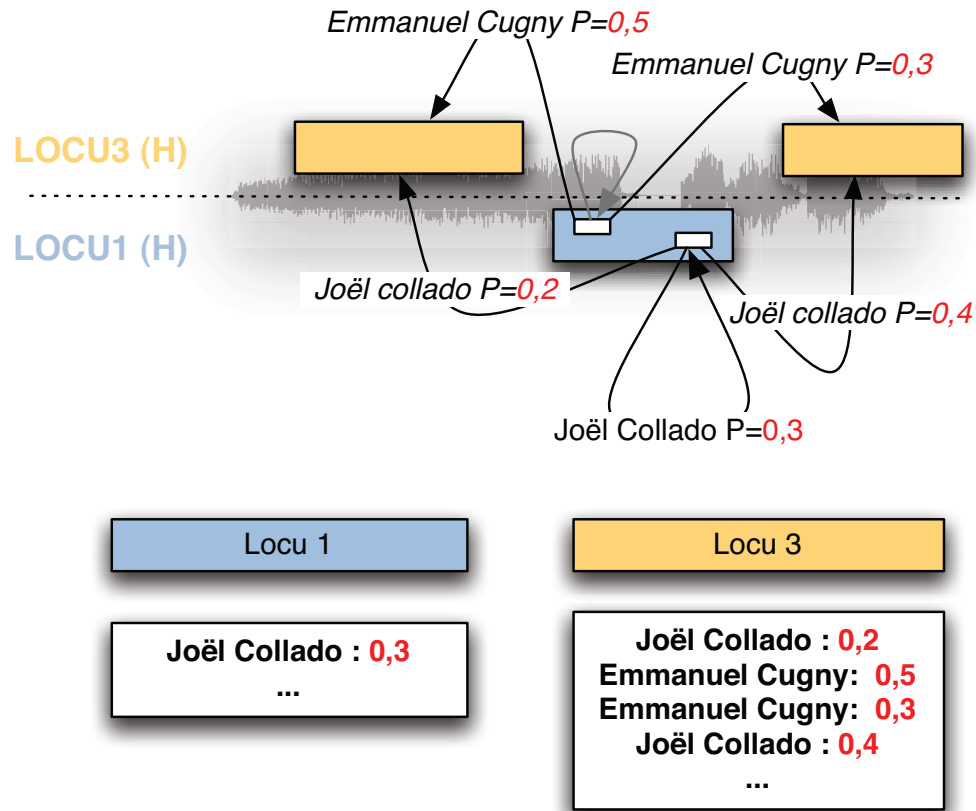 Emmanuel Cugny P=0,5
Emmanuel Cugny P=0,3
LOCU3 (H)
LOCU1 (H)
Joël collado P=0,2
Joël collado P=0,4
Joël Collado P=0,3
Locu 1
Joël Collado : 0,3
...
Locu 3
Joël Collado : 0,2
Emmanuel Cugny: 0,5
Emmanuel Cugny: 0,3
Joël Collado : 0,4
...